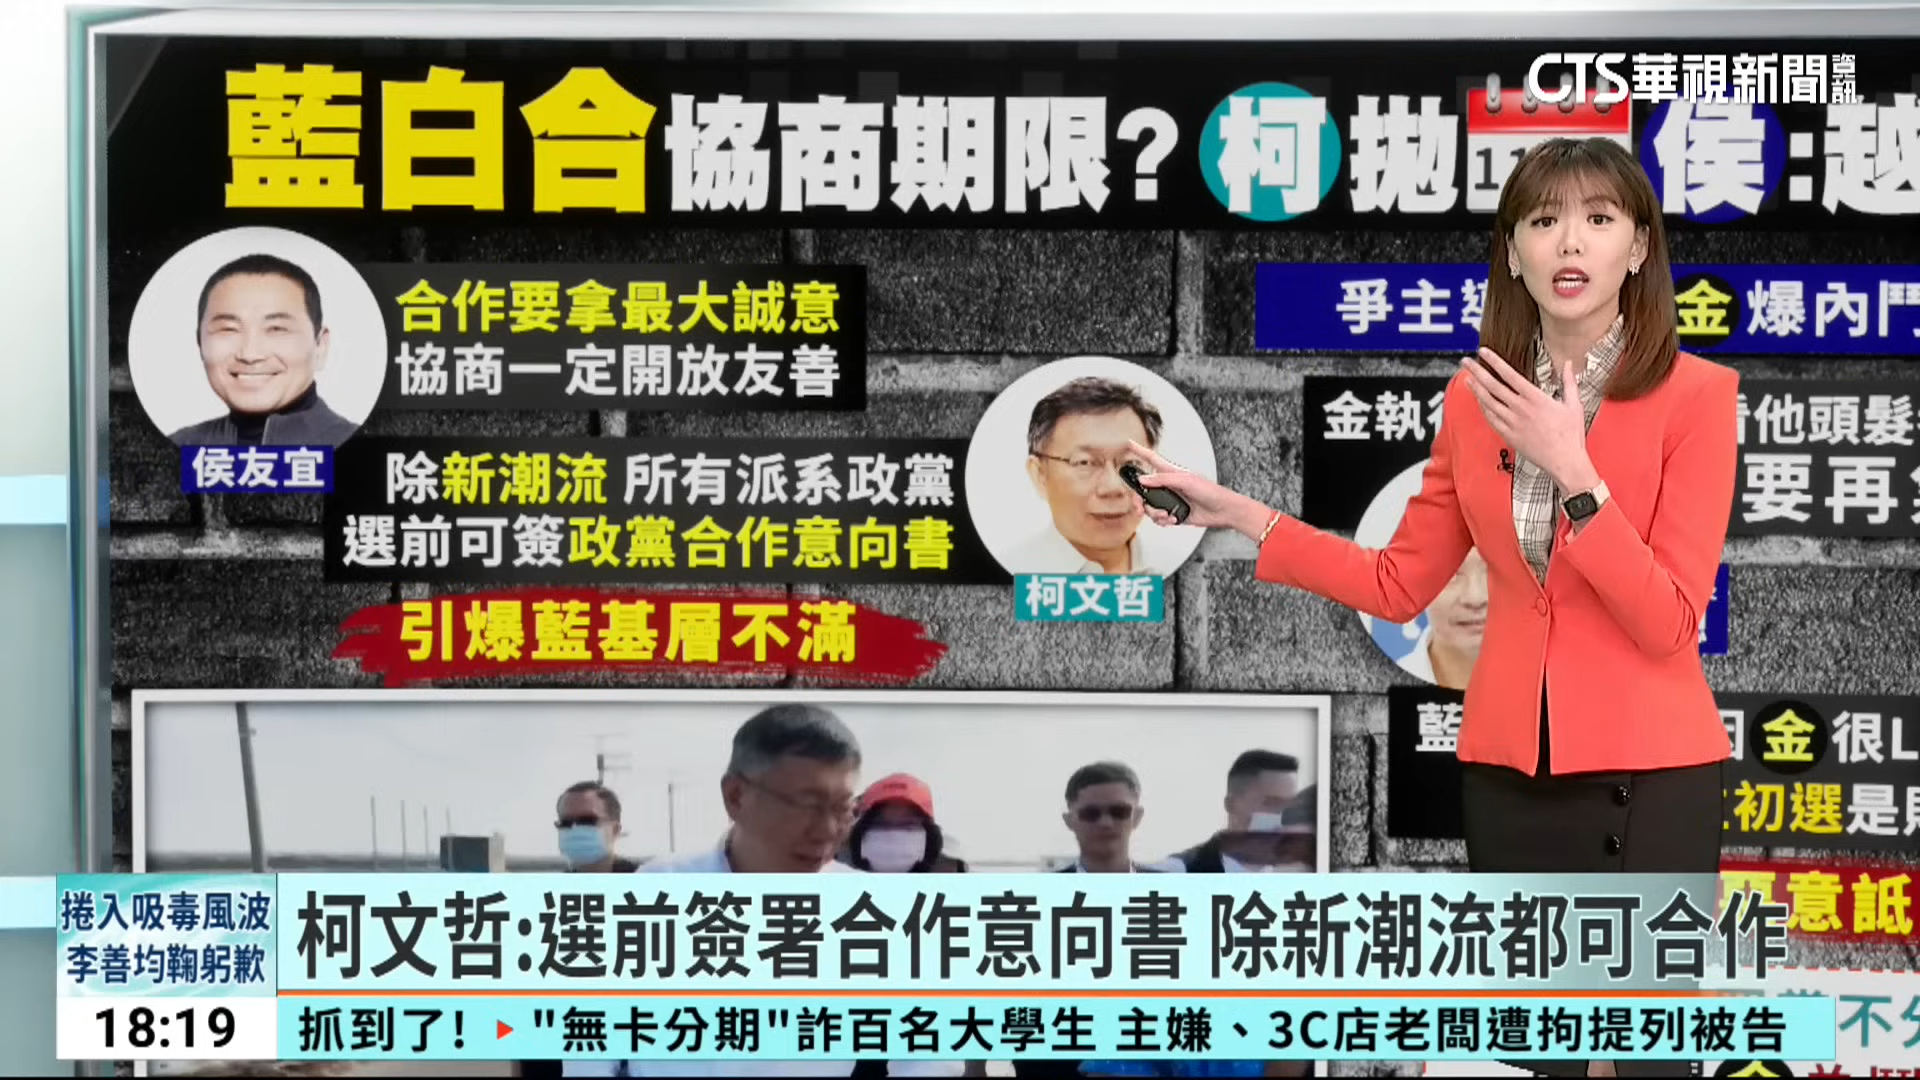 CTS華視新聞資訊
藍白合協商期限?柯拋 侯:越
合作要拿最大誠意
協商一定開放友善
侯友宜
除新潮流 所有派系政黨
選前可簽政黨合作意向書
柯文哲
引爆藍基層不滿
爭主 金爆內鬥
金執 他頭髮
要再
藍 金很L
初選是
惡意詆
捲入吸毒風波
李善均鞠躬歉
柯文哲:選前簽署合作意向書 除新潮流都可合作
18:19
抓到了! ▶ "無卡分期"詐百名大學生 主嫌、3C店老闆遭拘提列被告